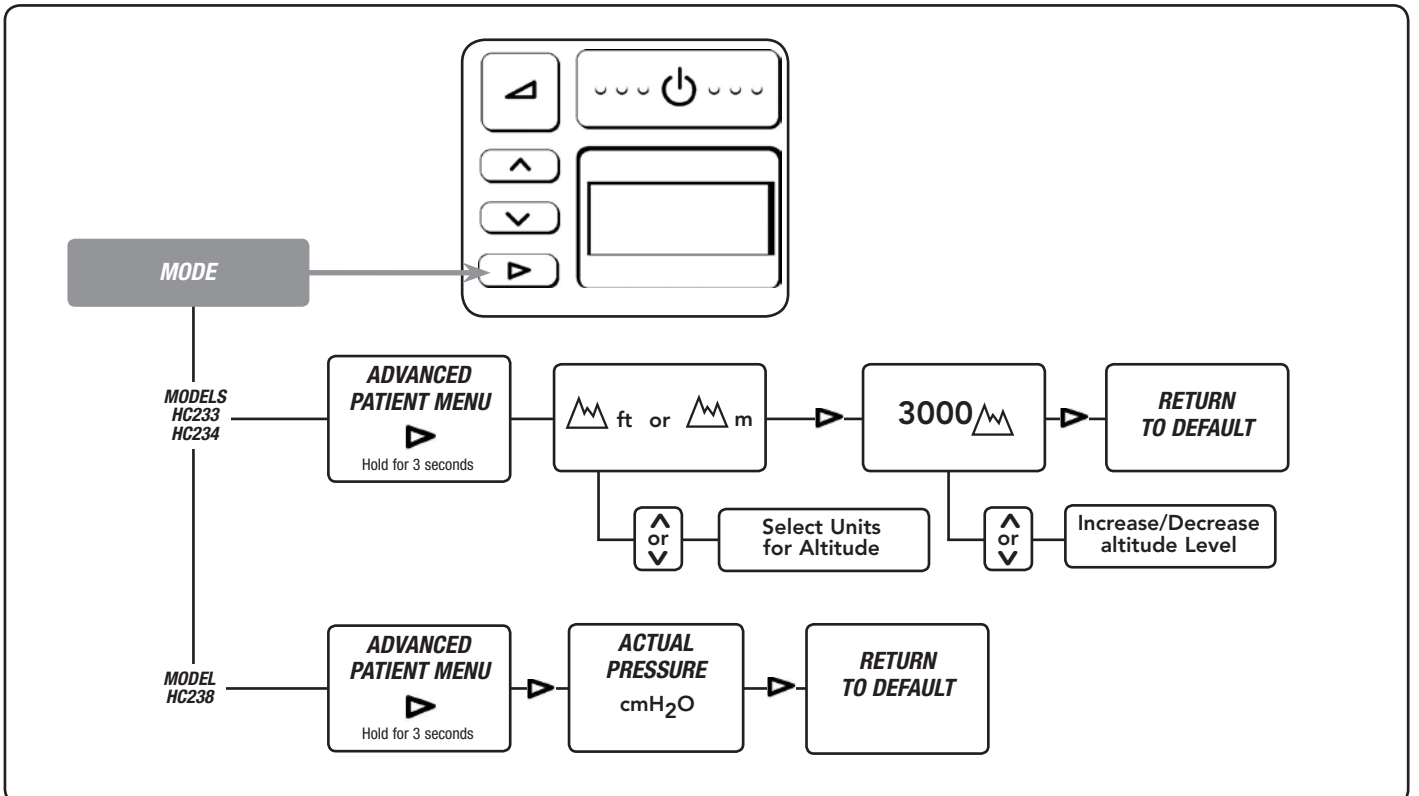 MODE
MODELS
HC233
HC234
ADVANCED
PATIENT MENU
Hold for 3 seconds
ft or m
3000
RETURN
TO DEFAULT
or
Select Units
for Altitude
or
Increase/Decrease
altitude Level
MODEL
HC238
ADVANCED
PATIENT MENU
Hold for 3 seconds
ACTUAL
PRESSURE
cmH₂O
RETURN
TO DEFAULT